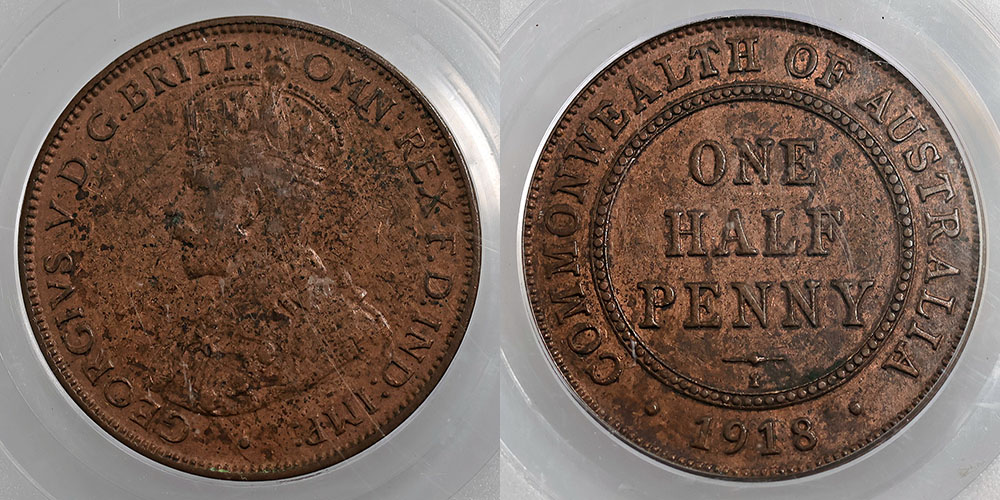 GEORGIVS V D. G. BRITT: OMN: REX F. D. IND: IMP:
COMMONWEALTH OF AUSTRALIA
ONE
HALF
PENNY
I
1918